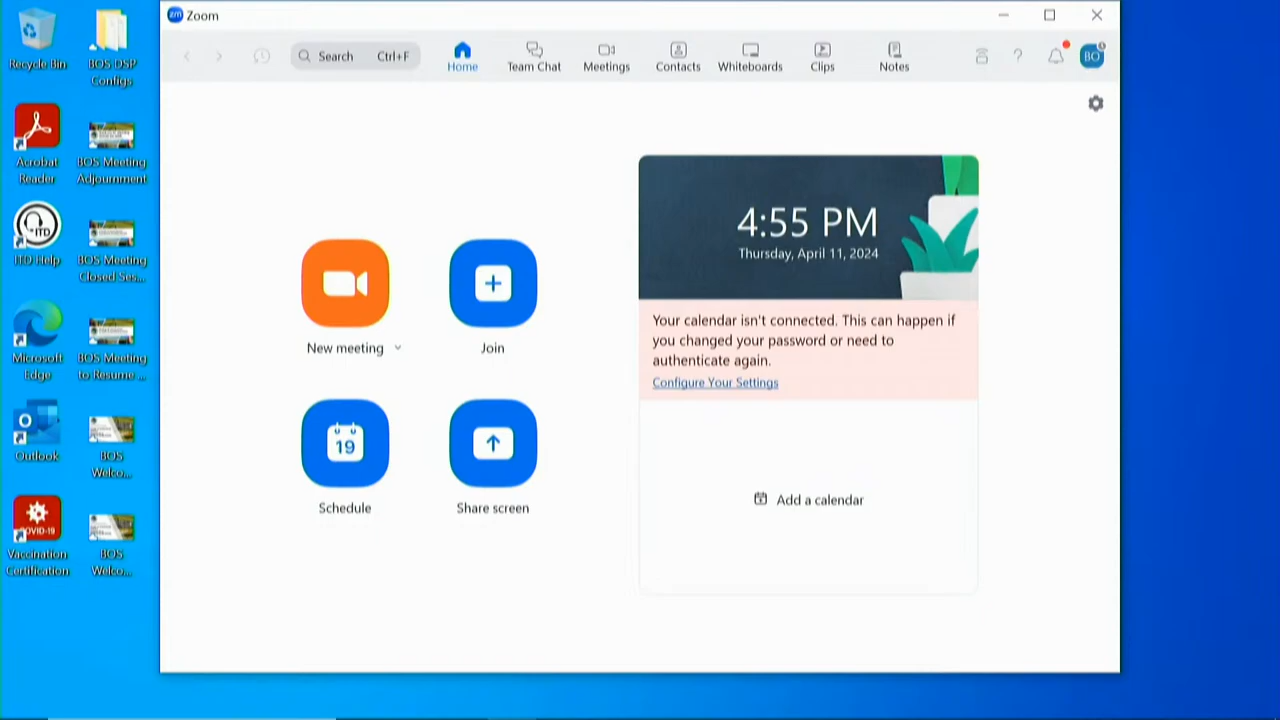 Recycle Bin
BOS DSP
Configs
Acrobat
Reader
BOS Meeting
Adjournment
ITD
ITD Help
BOS Meeting
Closed Ses...
Microsoft
Edge
BOS Meeting
to Resume ...
Outlook
BOS
Welco...
COVID-19
Vaccination
Certification
BOS
Welco...
zm Zoom
Search Ctrl+F
Home
Team Chat
Meetings
Contacts
Whiteboards
Clips
Notes
?
BO
New meeting
Join
19
Schedule
Share screen
4:55 PM
Thursday, April 11, 2024
Your calendar isn't connected. This can happen if
you changed your password or need to
authenticate again.
Configure Your Settings
Add a calendar